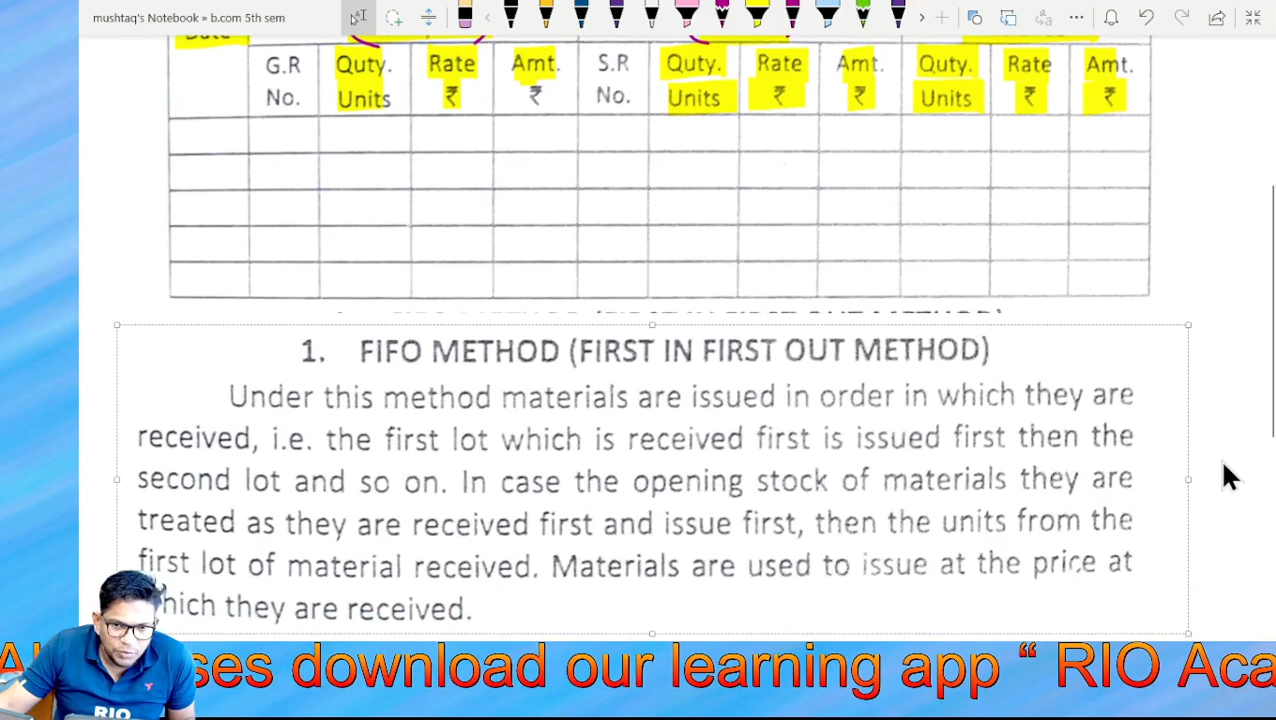 mushtaq's Notebook » b.com 5th sem
G.R Quty. Rate Amt. S.R Quty. Rate Amt. Quty. Rate Amt.
No. Units ₹ ₹ No. Units ₹ ₹ Units ₹ ₹
1. FIFO METHOD (FIRST IN FIRST OUT METHOD)
Under this method materials are issued in order in which they are
received, i.e. the first lot which is received first is issued first then the
second lot and so on. In case the opening stock of materials they are
treated as they are received first and issue first, then the units from the
first lot of material received. Materials are used to issue at the price at
which they are received.
ses download our learning app “ RIO Aca
RIO